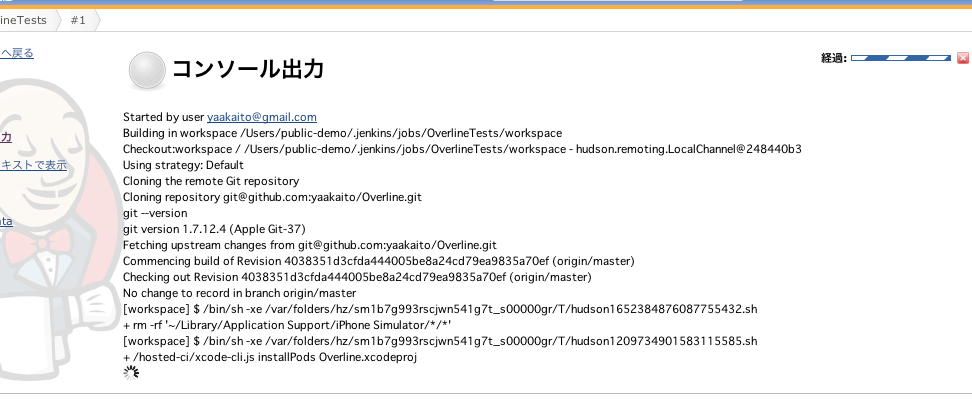 ineTests #1
へ戻る
経過:
コンソール出力
Started by user yaakaito@gmail.com
Building in workspace /Users/public-demo/.jenkins/jobs/OverlineTests/workspace
カ
Checkout:workspace / /Users/public-demo/.jenkins/jobs/OverlineTests/workspace - hudson.remoting.LocalChannel@248440b3
キストで表示
Using strategy: Default
Cloning the remote Git repository
Cloning repository git@github.com:yaakaito/Overline.git
git --version
ata
git version 1.7.12.4 (Apple Git-37)
Fetching upstream changes from git@github.com:yaakaito/Overline.git
Commencing build of Revision 4038351d3cfda444005be8a24cd79ea9835a70ef (origin/master)
Checking out Revision 4038351d3cfda444005be8a24cd79ea9835a70ef (origin/master)
No change to record in branch origin/master
[workspace] $ /bin/sh -xe /var/folders/hz/sm1b7g993rscjwn541g7t_s00000gr/T/hudson1652384876087755432.sh
+ rm -rf '~/Library/Application Support/iPhone Simulator/*/*'
[workspace] $ /bin/sh -xe /var/folders/hz/sm1b7g993rscjwn541g7t_s00000gr/T/hudson1209734901583115585.sh
+ /hosted-ci/xcode-cli.js installPods Overline.xcodeproj